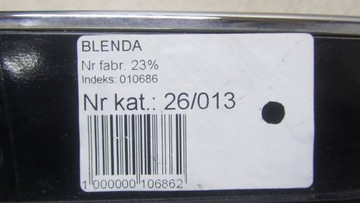 BLENDA
Nr fabr. 23%
Indeks: 010686
Nr kat.: 26/013
1 000000 106862